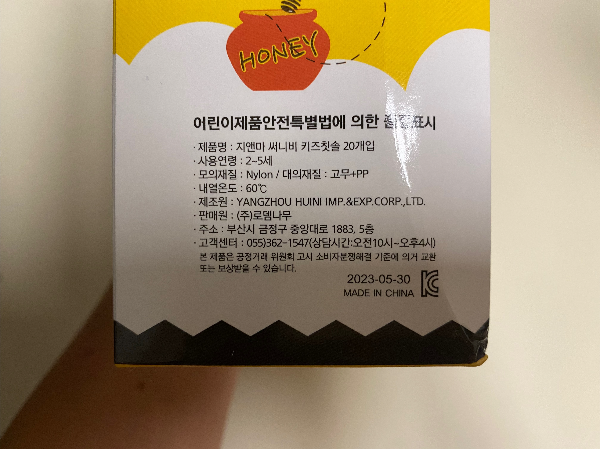 HONEY
어린이제품안전특별법에 의한 품질표시
· 제품명 : 지앤마 써니비 키즈칫솔 20개입
· 사용연령 : 2~5세
· 모의재질 : Nylon / 대의재질 : 고무+PP
· 내열온도 : 60℃
· 제조원 : YANGZHOU HUINI IMP.&EXP.CORP.,LTD.
· 판매원 : (주)로뎀나무
· 주소 : 부산시 금정구 중앙대로 1883, 5층
· 고객센터 : 055)362-1547(상담시간:오전10시~오후4시)
본 제품은 공정거래 위원회 고시 소비자분쟁해결 기준에 의거 교환
또는 보상받을 수 있습니다.
2023-05-30
MADE IN CHINA